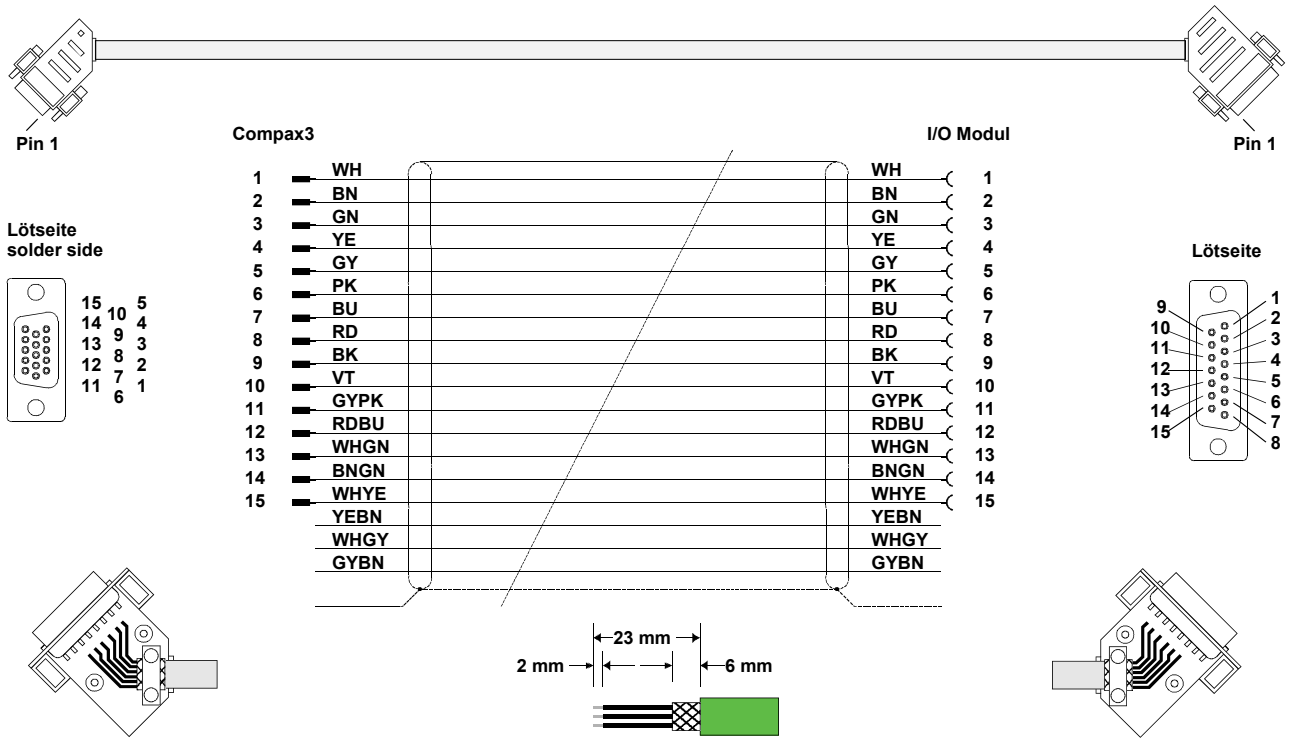 Pin 1
Pin 1
Compax3
I/O Modul
1 WH WH 1
2 BN BN 2
3 GN GN 3
4 YE YE 4
5 GY GY 5
6 PK PK 6
7 BU BU 7
8 RD RD 8
9 BK BK 9
10 VT VT 10
11 GYPK GYPK 11
12 RDBU RDBU 12
13 WHGN WHGN 13
14 BNGN BNGN 14
15 WHYE WHYE 15
YEBN YEBN
WHGY WHGY
GYBN GYBN
Lötseite
solder side
15 5
10
14 4
9
13 3
8
12 2
7
11 1
6
Lötseite
9 1
10 2
11 3
12 4
13 5
14 6
15 7
8
23 mm
2 mm 6 mm